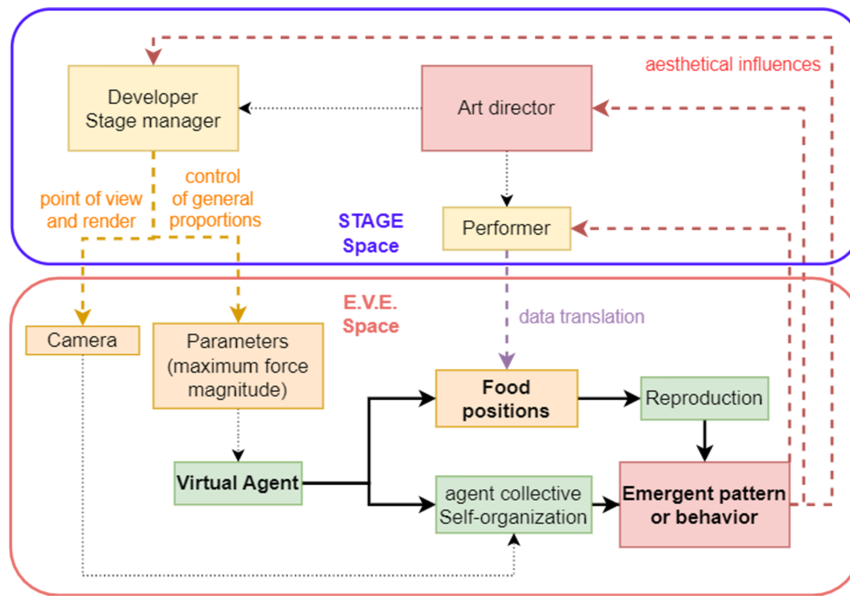 aesthetical influences
Developer
Stage manager
Art director
point of view
and render
control
of general
proportions
STAGE
Space
Performer
E.V.E.
Space
data translation
Camera
Parameters
(maximum force
magnitude)
Food
positions
Reproduction
Virtual Agent
agent collective
Self-organization
Emergent pattern
or behavior